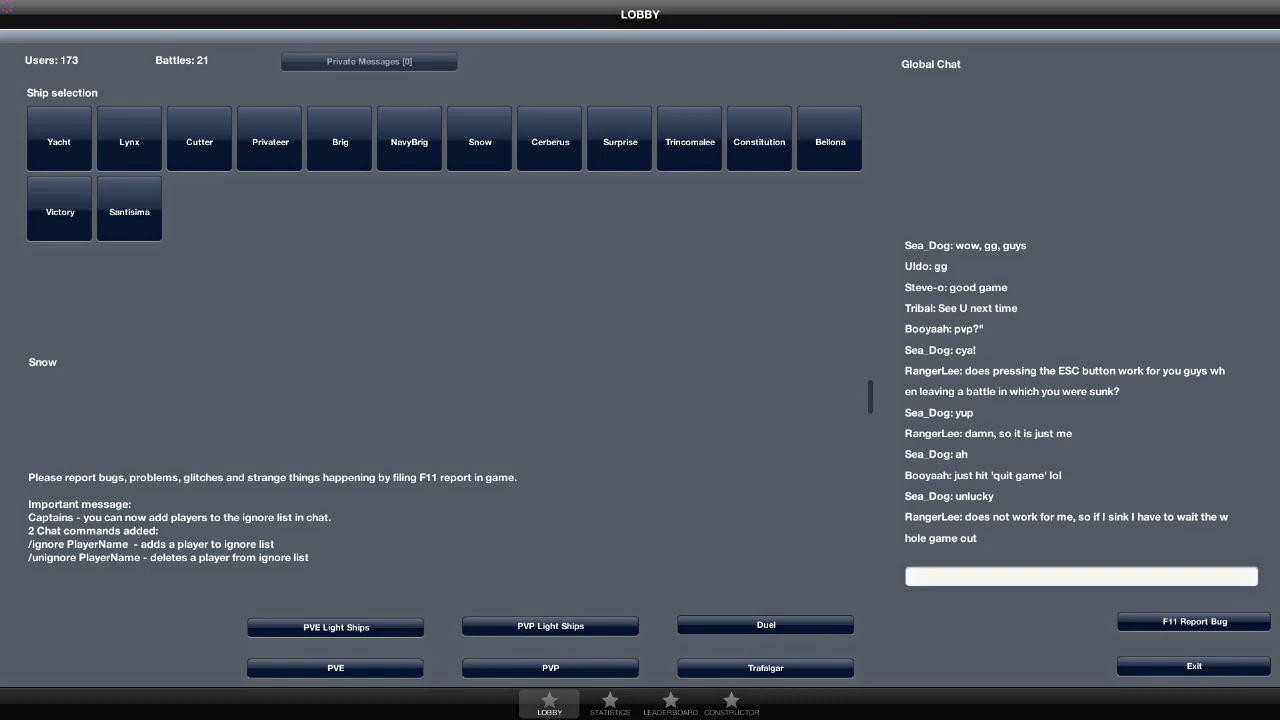 LOBBY
Users: 173
Battles: 21
Private Messages [0]
Ship selection
Yacht
Lynx
Cutter
Privateer
Brig
NavyBrig
Snow
Cerberus
Surprise
Trincomalee
Constitution
Bellona
Victory
Santisima
Snow
Please report bugs, problems, glitches and strange things happening by filing F11 report in game.
Important message:
Captains - you can now add players to the ignore list in chat.
2 Chat commands added:
/ignore PlayerName - adds a player to ignore list
/unignore PlayerName - deletes a player from ignore list
Global Chat
Sea_Dog: wow, gg, guys
Uldo: gg
Steve-o: good game
Tribal: See U next time
Booyaah: pvp?"
Sea_Dog: cya!
RangerLee: does pressing the ESC button work for you guys wh
en leaving a battle in which you were sunk?
Sea_Dog: yup
RangerLee: damn, so it is just me
Sea_Dog: ah
Booyaah: just hit 'quit game' lol
Sea_Dog: unlucky
RangerLee: does not work for me, so if I sink I have to wait the w
hole game out
PVE Light Ships
PVP Light Ships
Duel
F11 Report Bug
PVE
PVP
Trafalgar
Exit
LOBBY
STATISTICS
LEADERBOARD
CONSTRUCTOR